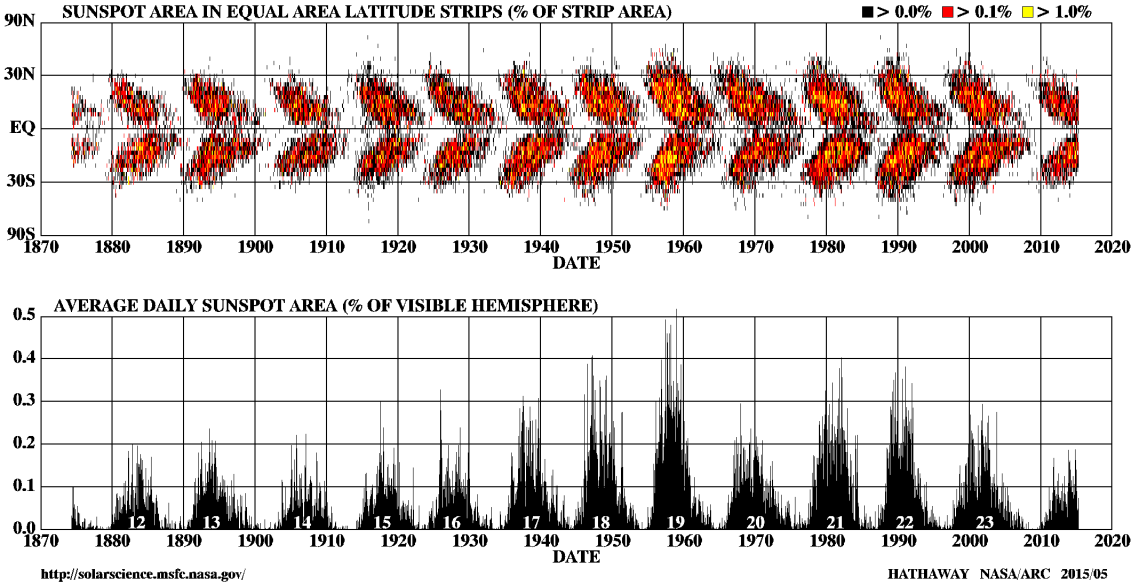 SUNSPOT AREA IN EQUAL AREA LATITUDE STRIPS (% OF STRIP AREA) > 0.0% > 0.1% > 1.0%
90N
30N
EQ
30S
90S
1870 1880 1890 1900 1910 1920 1930 1940 1950 1960 1970 1980 1990 2000 2010 2020
DATE
AVERAGE DAILY SUNSPOT AREA (% OF VISIBLE HEMISPHERE)
0.5
0.4
0.3
0.2
0.1
0.0
12 13 14 15 16 17 18 19 20 21 22 23
1870 1880 1890 1900 1910 1920 1930 1940 1950 1960 1970 1980 1990 2000 2010 2020
DATE
http://solarscience.msfc.nasa.gov/ HATHAWAY NASA/ARC 2015/05